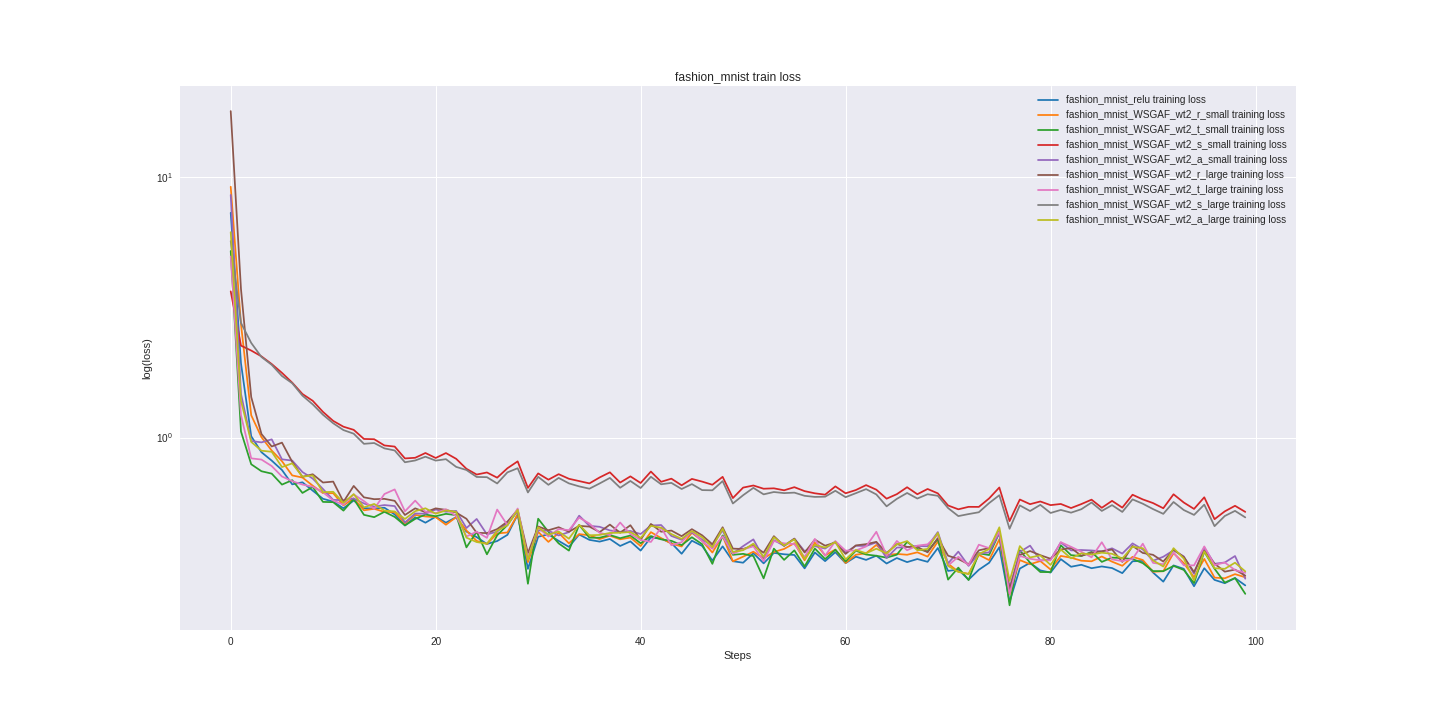 fashion_mnist train loss
fashion_mnist_relu training loss
fashion_mnist_WSGAF_wt2_r_small training loss
fashion_mnist_WSGAF_wt2_t_small training loss
fashion_mnist_WSGAF_wt2_s_small training loss
fashion_mnist_WSGAF_wt2_a_small training loss
fashion_mnist_WSGAF_wt2_r_large training loss
fashion_mnist_WSGAF_wt2_t_large training loss
fashion_mnist_WSGAF_wt2_s_large training loss
fashion_mnist_WSGAF_wt2_a_large training loss
10¹
log(loss)
10⁰
0 20 40 60 80 100
Steps